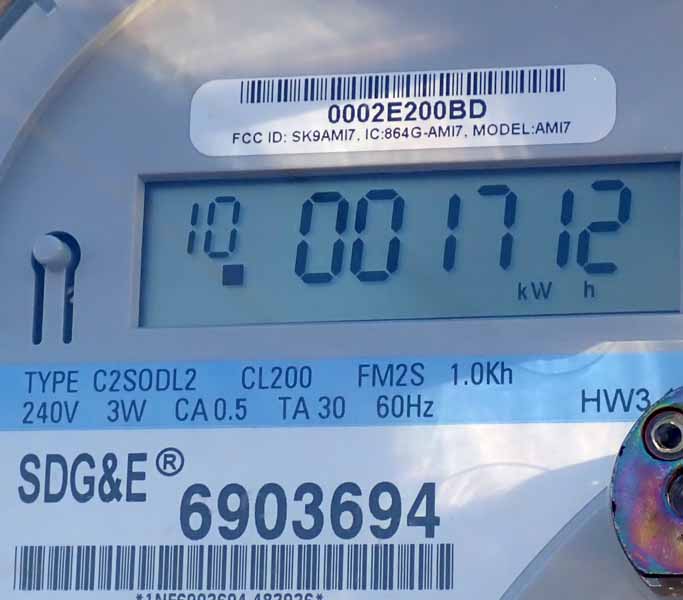 0002E200BD
FCC ID: SK9AMI7, IC:864G-AMI7, MODEL:AMI7
10 001712
kW h
TYPE C2SODL2 CL200 FM2S 1.0Kh
240V 3W CA 0.5 TA 30 60Hz HW3.
SDG&E® 6903694